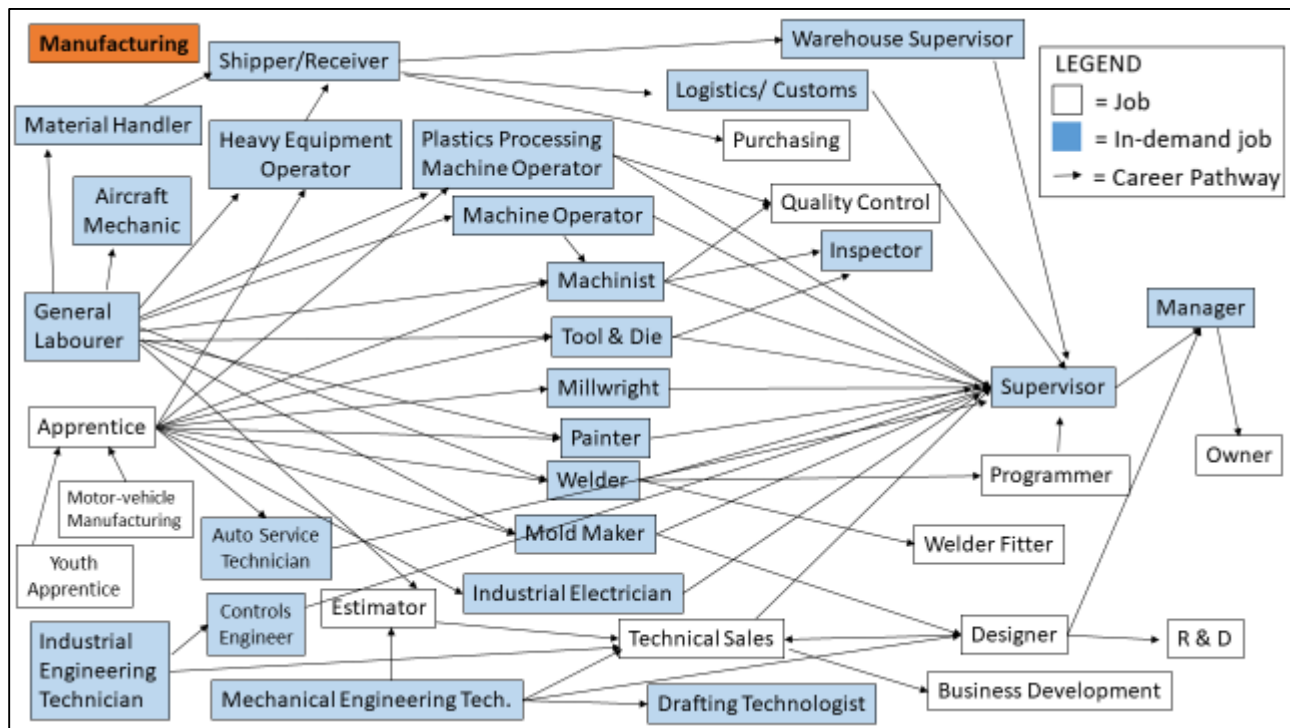 Manufacturing
Shipper/Receiver
Warehouse Supervisor
LEGEND
= Job
= In-demand job
= Career Pathway
Material Handler
Heavy Equipment
Operator
Plastics Processing
Machine Operator
Logistics/ Customs
Purchasing
Aircraft
Mechanic
Machine Operator
Quality Control
Inspector
General
Labourer
Machinist
Manager
Tool & Die
Supervisor
Millwright
Apprentice
Painter
Owner
Welder
Programmer
Motor-vehicle
Manufacturing
Auto Service
Technician
Mold Maker
Welder Fitter
Youth
Apprentice
Industrial Electrician
Estimator
Controls
Engineer
Technical Sales
Designer
R & D
Industrial
Engineering
Technician
Mechanical Engineering Tech.
Drafting Technologist
Business Development